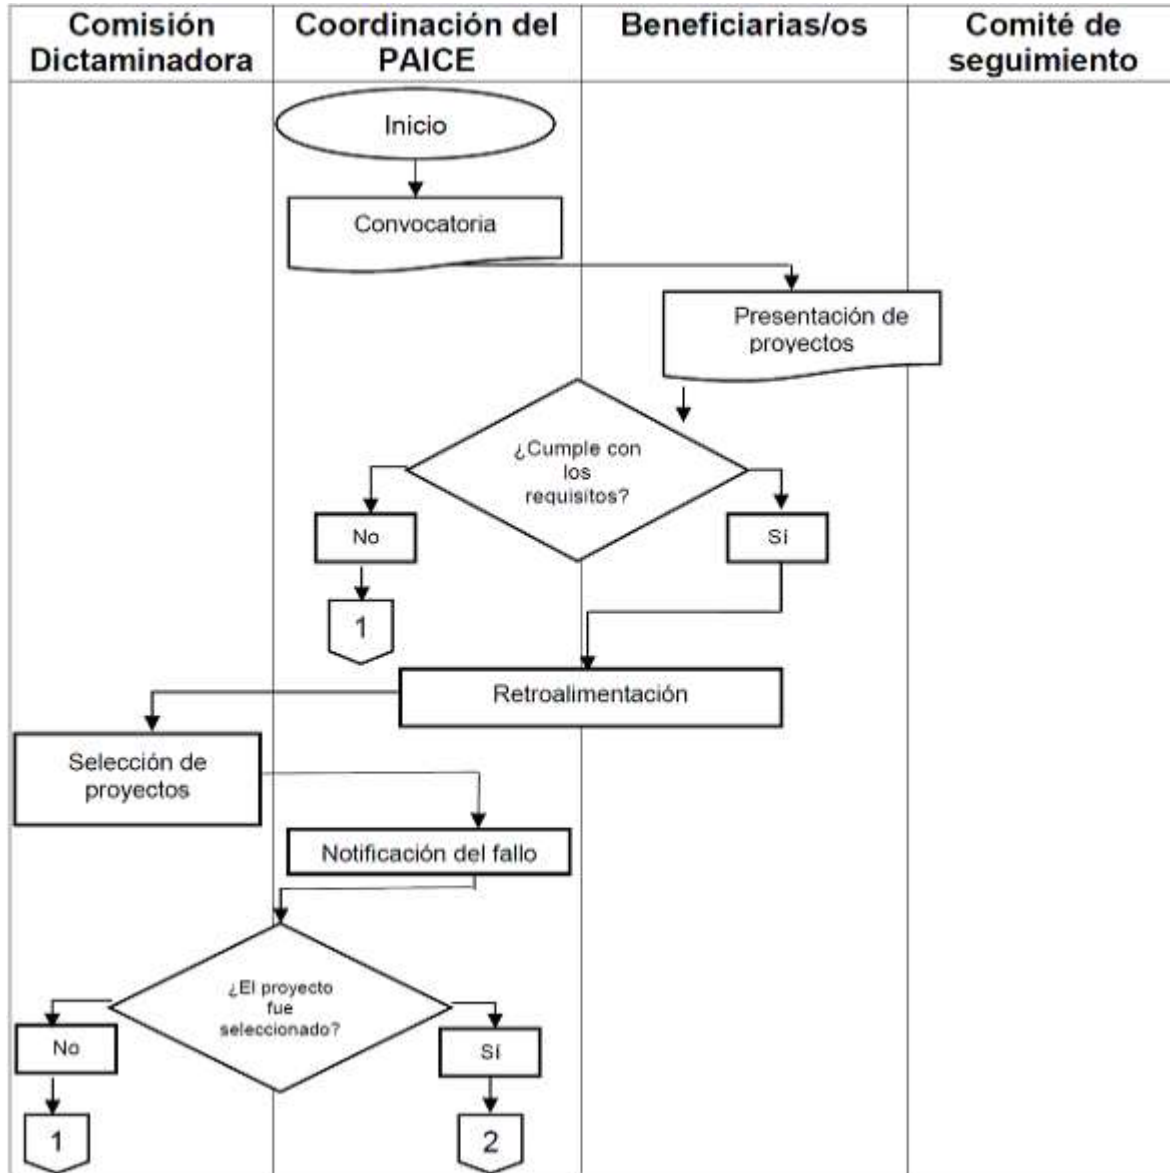 Comisión
Dictaminadora
Coordinación del
PAICE
Beneficiarias/os
Comité de
seguimiento
Inicio
Convocatoria
Presentación de
proyectos
¿Cumple con
los
requisitos?
No
Sí
1
Retroalimentación
Selección de
proyectos
Notificación del fallo
¿El proyecto
fue
seleccionado?
No
Sí
1
2